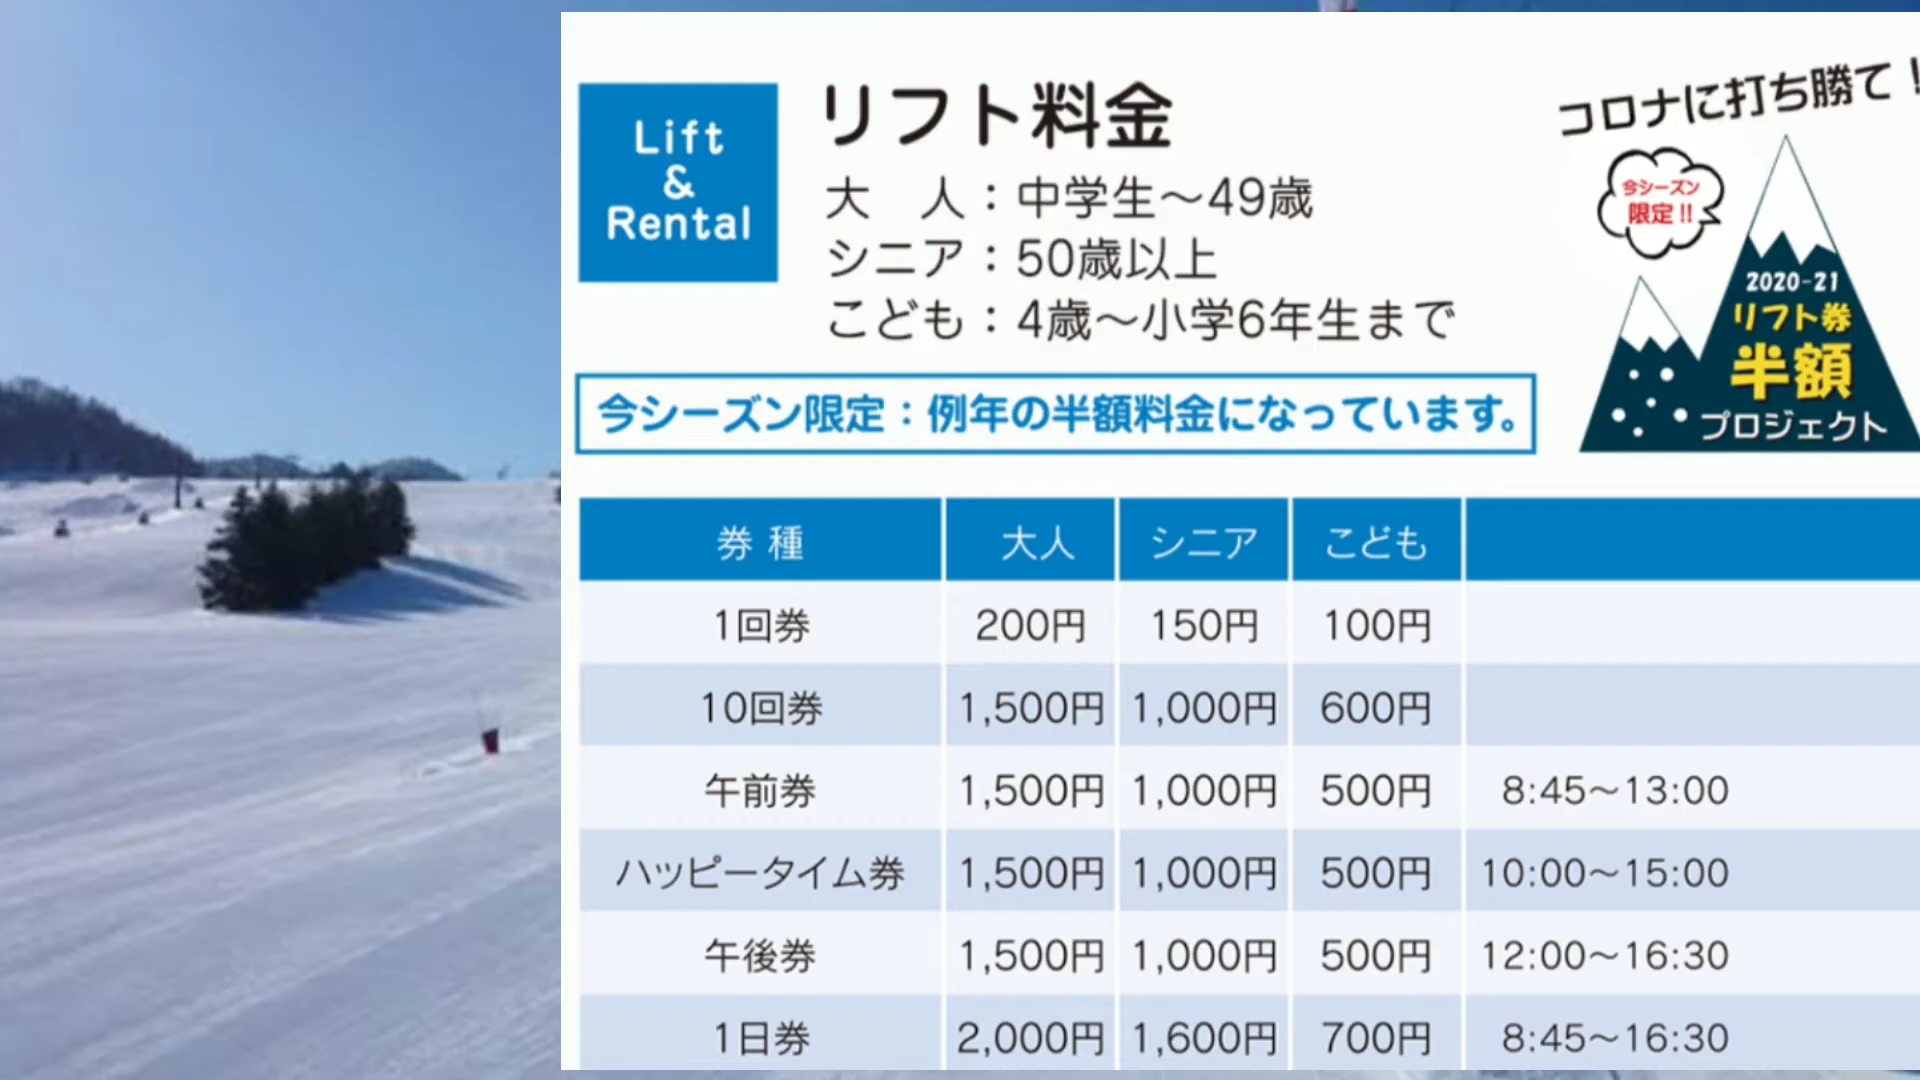 Lift
&
Rental
リフト料金
大 人：中学生～49歳
シニア：50歳以上
こども：4歳～小学6年生まで
今シーズン限定：例年の半額料金になっています。
コロナに打ち勝て！
今シーズン
限定!!
2020-21
リフト券
半額
プロジェクト
券種 大人 シニア こども
1回券 200円 150円 100円
10回券 1,500円 1,000円 600円
午前券 1,500円 1,000円 500円 8:45～13:00
ハッピータイム券 1,500円 1,000円 500円 10:00～15:00
午後券 1,500円 1,000円 500円 12:00～16:30
1日券 2,000円 1,600円 700円 8:45～16:30